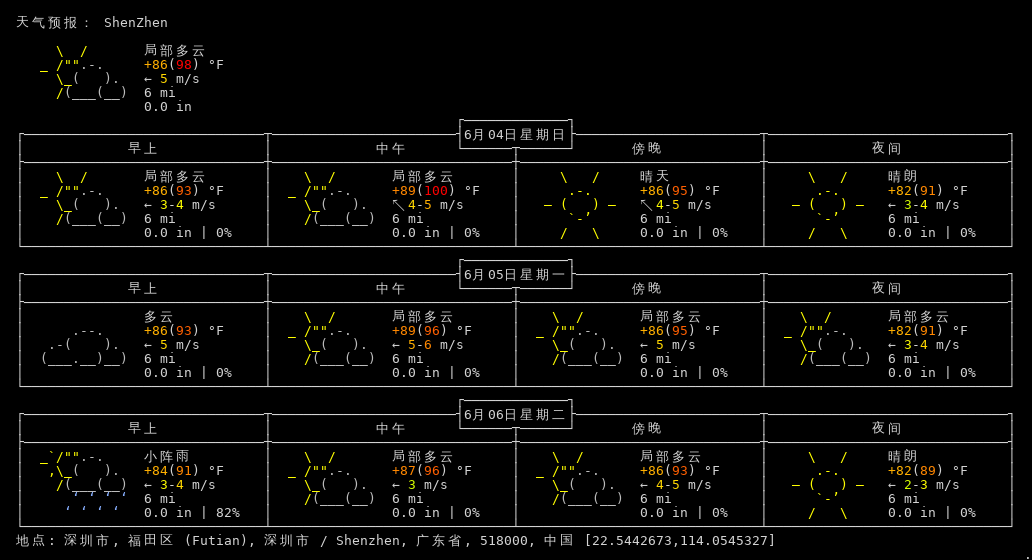 天气预报: ShenZhen
局部多云
+86(98) °F
← 5 m/s
6 mi
0.0 in
6月04日星期日
早上 中午 傍晚 夜间
局部多云 局部多云 晴天 晴朗
+86(93) °F +89(100) °F +86(95) °F +82(91) °F
← 3-4 m/s ↖ 4-5 m/s ↖ 4-5 m/s ← 3-4 m/s
6 mi 6 mi 6 mi 6 mi
0.0 in | 0% 0.0 in | 0% 0.0 in | 0% 0.0 in | 0%
6月05日星期一
早上 中午 傍晚 夜间
多云 局部多云 局部多云 局部多云
+86(93) °F +89(96) °F +86(95) °F +82(91) °F
← 5 m/s ← 5-6 m/s ← 5 m/s ← 3-4 m/s
6 mi 6 mi 6 mi 6 mi
0.0 in | 0% 0.0 in | 0% 0.0 in | 0% 0.0 in | 0%
6月06日星期二
早上 中午 傍晚 夜间
小阵雨 局部多云 局部多云 晴朗
+84(91) °F +87(96) °F +86(93) °F +82(89) °F
← 3-4 m/s ← 3 m/s ← 4-5 m/s ← 2-3 m/s
6 mi 6 mi 6 mi 6 mi
0.0 in | 82% 0.0 in | 0% 0.0 in | 0% 0.0 in | 0%
地点: 深圳市, 福田区 (Futian), 深圳市 / Shenzhen, 广东省, 518000, 中国 [22.5442673,114.0545327]